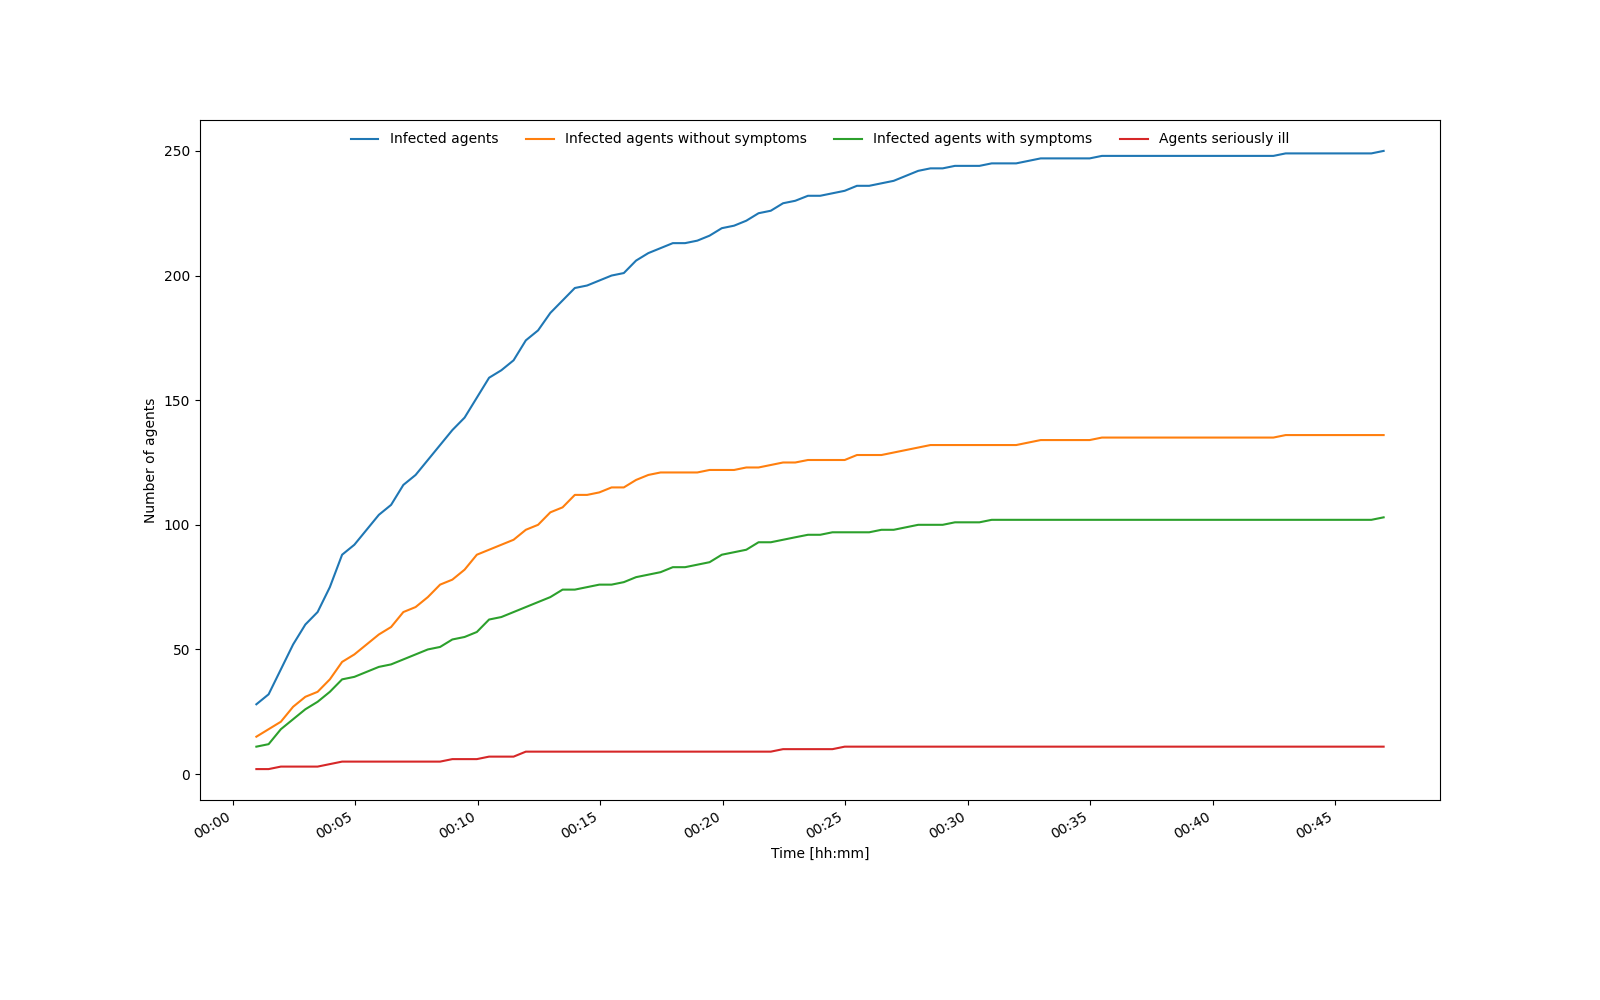 Infected agents Infected agents without symptoms Infected agents with symptoms Agents seriously ill
250
200
150
100
50
0
Number of agents
00:00 00:05 00:10 00:15 00:20 00:25 00:30 00:35 00:40 00:45
Time [hh:mm]